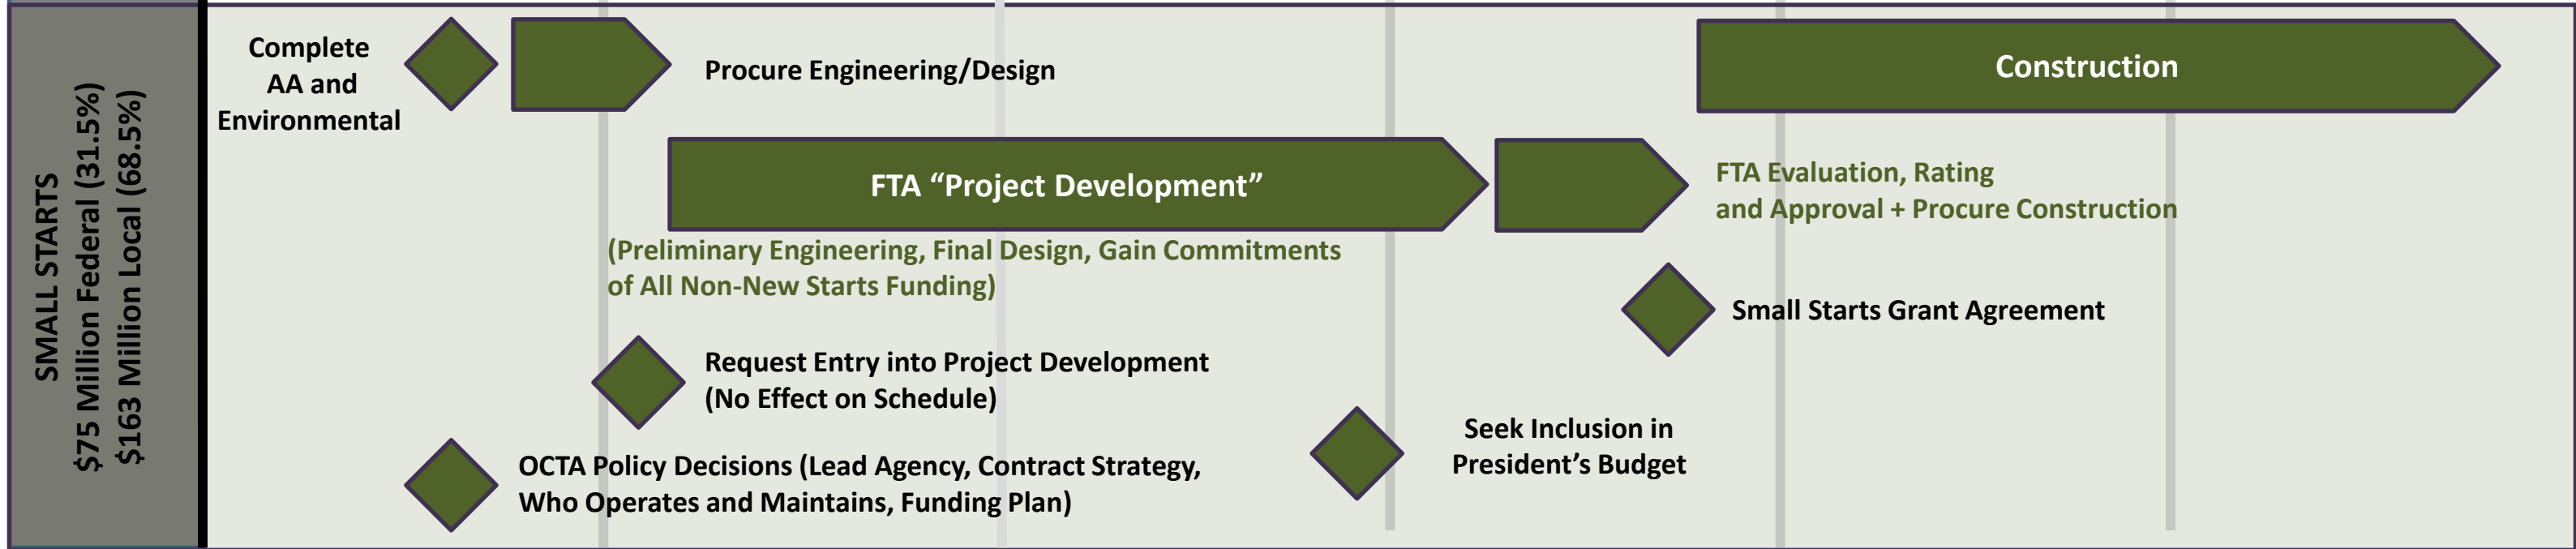 SMALL STARTS
$75 Million Federal (31.5%)
$163 Million Local (68.5%)
Complete
AA and
Environmental
Procure Engineering/Design
Construction
FTA “Project Development”
FTA Evaluation, Rating
and Approval + Procure Construction
(Preliminary Engineering, Final Design, Gain Commitments
of All Non-New Starts Funding)
Small Starts Grant Agreement
Request Entry into Project Development
(No Effect on Schedule)
Seek Inclusion in
President’s Budget
OCTA Policy Decisions (Lead Agency, Contract Strategy,
Who Operates and Maintains, Funding Plan)